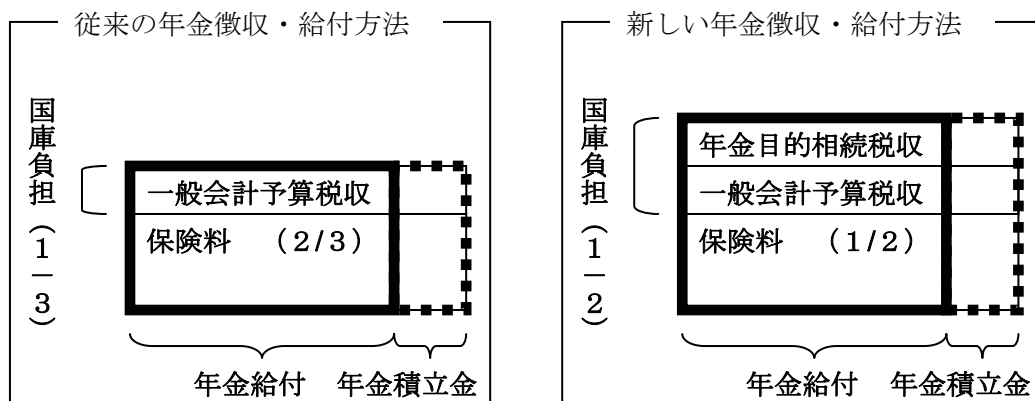 従来の年金徴収・給付方法
国庫負担(1/3)
一般会計予算税収
保険料 (2/3)
年金給付 年金積立金
新しい年金徴収・給付方法
国庫負担(1/2)
年金目的相続税収
一般会計予算税収
保険料 (1/2)
年金給付 年金積立金